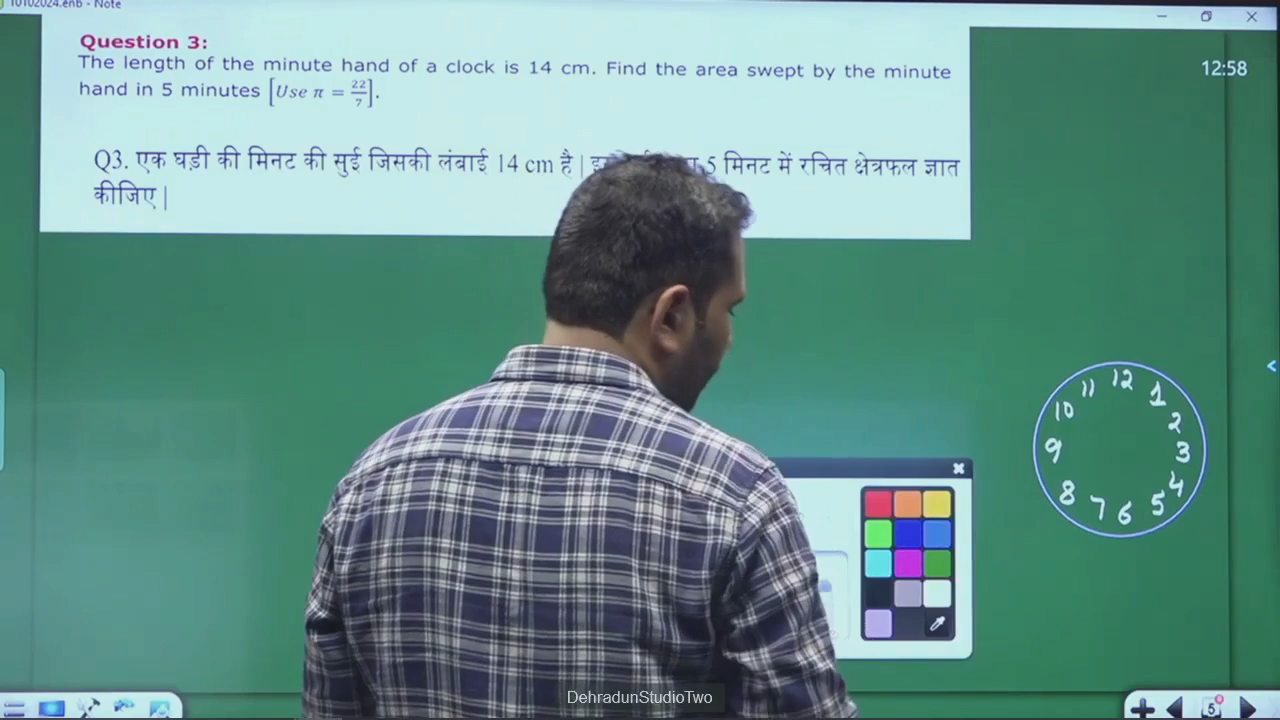 10102024.enb - Note
Question 3:
The length of the minute hand of a clock is 14 cm. Find the area swept by the minute
hand in 5 minutes [Use π = 22/7].
12:58
Q3. एक घड़ी की मिनट की सुई जिसकी लंबाई 14 cm है | 5 मिनट में रचित क्षेत्रफल ज्ञात
कीजिए |
12
11
1
10
2
9
3
8
4
7
5
6
DehradunStudioTwo
5